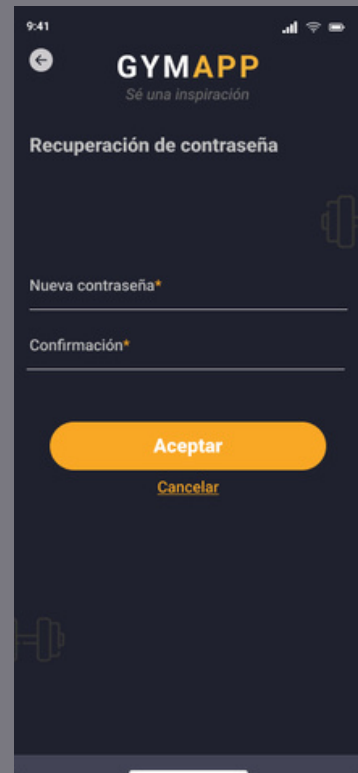 9:41
GYMAPP
Sé una inspiración
Recuperación de contraseña
Nueva contraseña*
Confirmación*
Aceptar
Cancelar